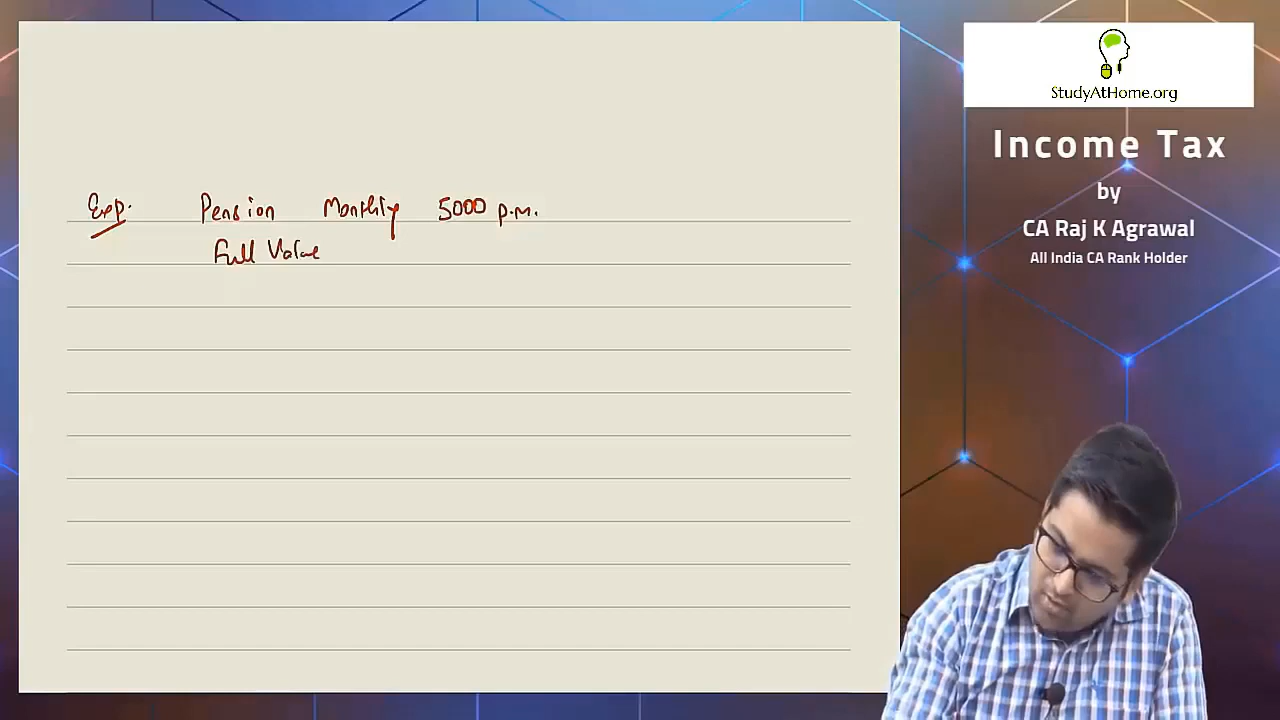 Exp. Pension Monthly 5000 p.m.
Full Value
StudyAtHome.org
Income Tax
by
CA Raj K Agrawal
All India CA Rank Holder